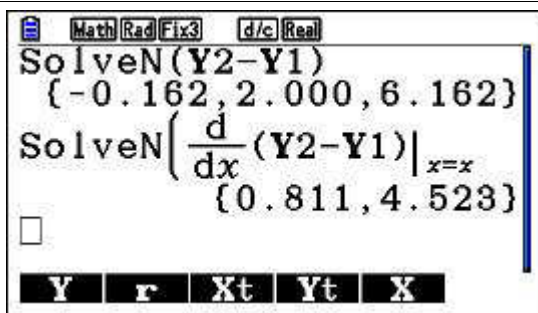 Math Rad Fix3 d/c Real
SolveN(Y2-Y1)
{-0.162,2.000,6.162}
SolveN(d/dx(Y2-Y1)|x=x
{0.811,4.523}
Y r Xt Yt X